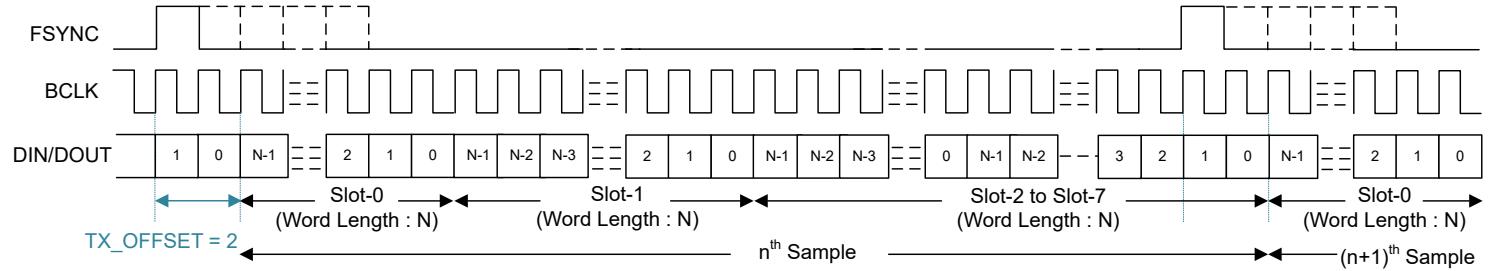 FSYNC
BCLK
DIN/DOUT 1 0 N-1 2 1 0 N-1 N-2 N-3 2 1 0 N-1 N-2 N-3 0 N-1 N-2 3 2 1 0 N-1 2 1 0
Slot-0 Slot-1 Slot-2 to Slot-7 Slot-0
(Word Length : N) (Word Length : N) (Word Length : N) (Word Length : N)
TX_OFFSET = 2 nth Sample (n+1)th Sample